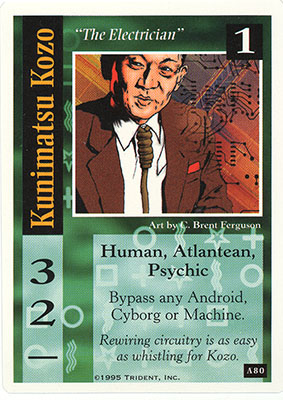 Kunimatsu Kozo
"The Electrician"
1
Art by C. Brent Ferguson
3
2
—
Human, Atlantean,
Psychic
Bypass any Android,
Cyborg or Machine.
Rewiring circuitry is as easy
as whistling for Kozo.
©1995 TRIDENT, INC.
A80